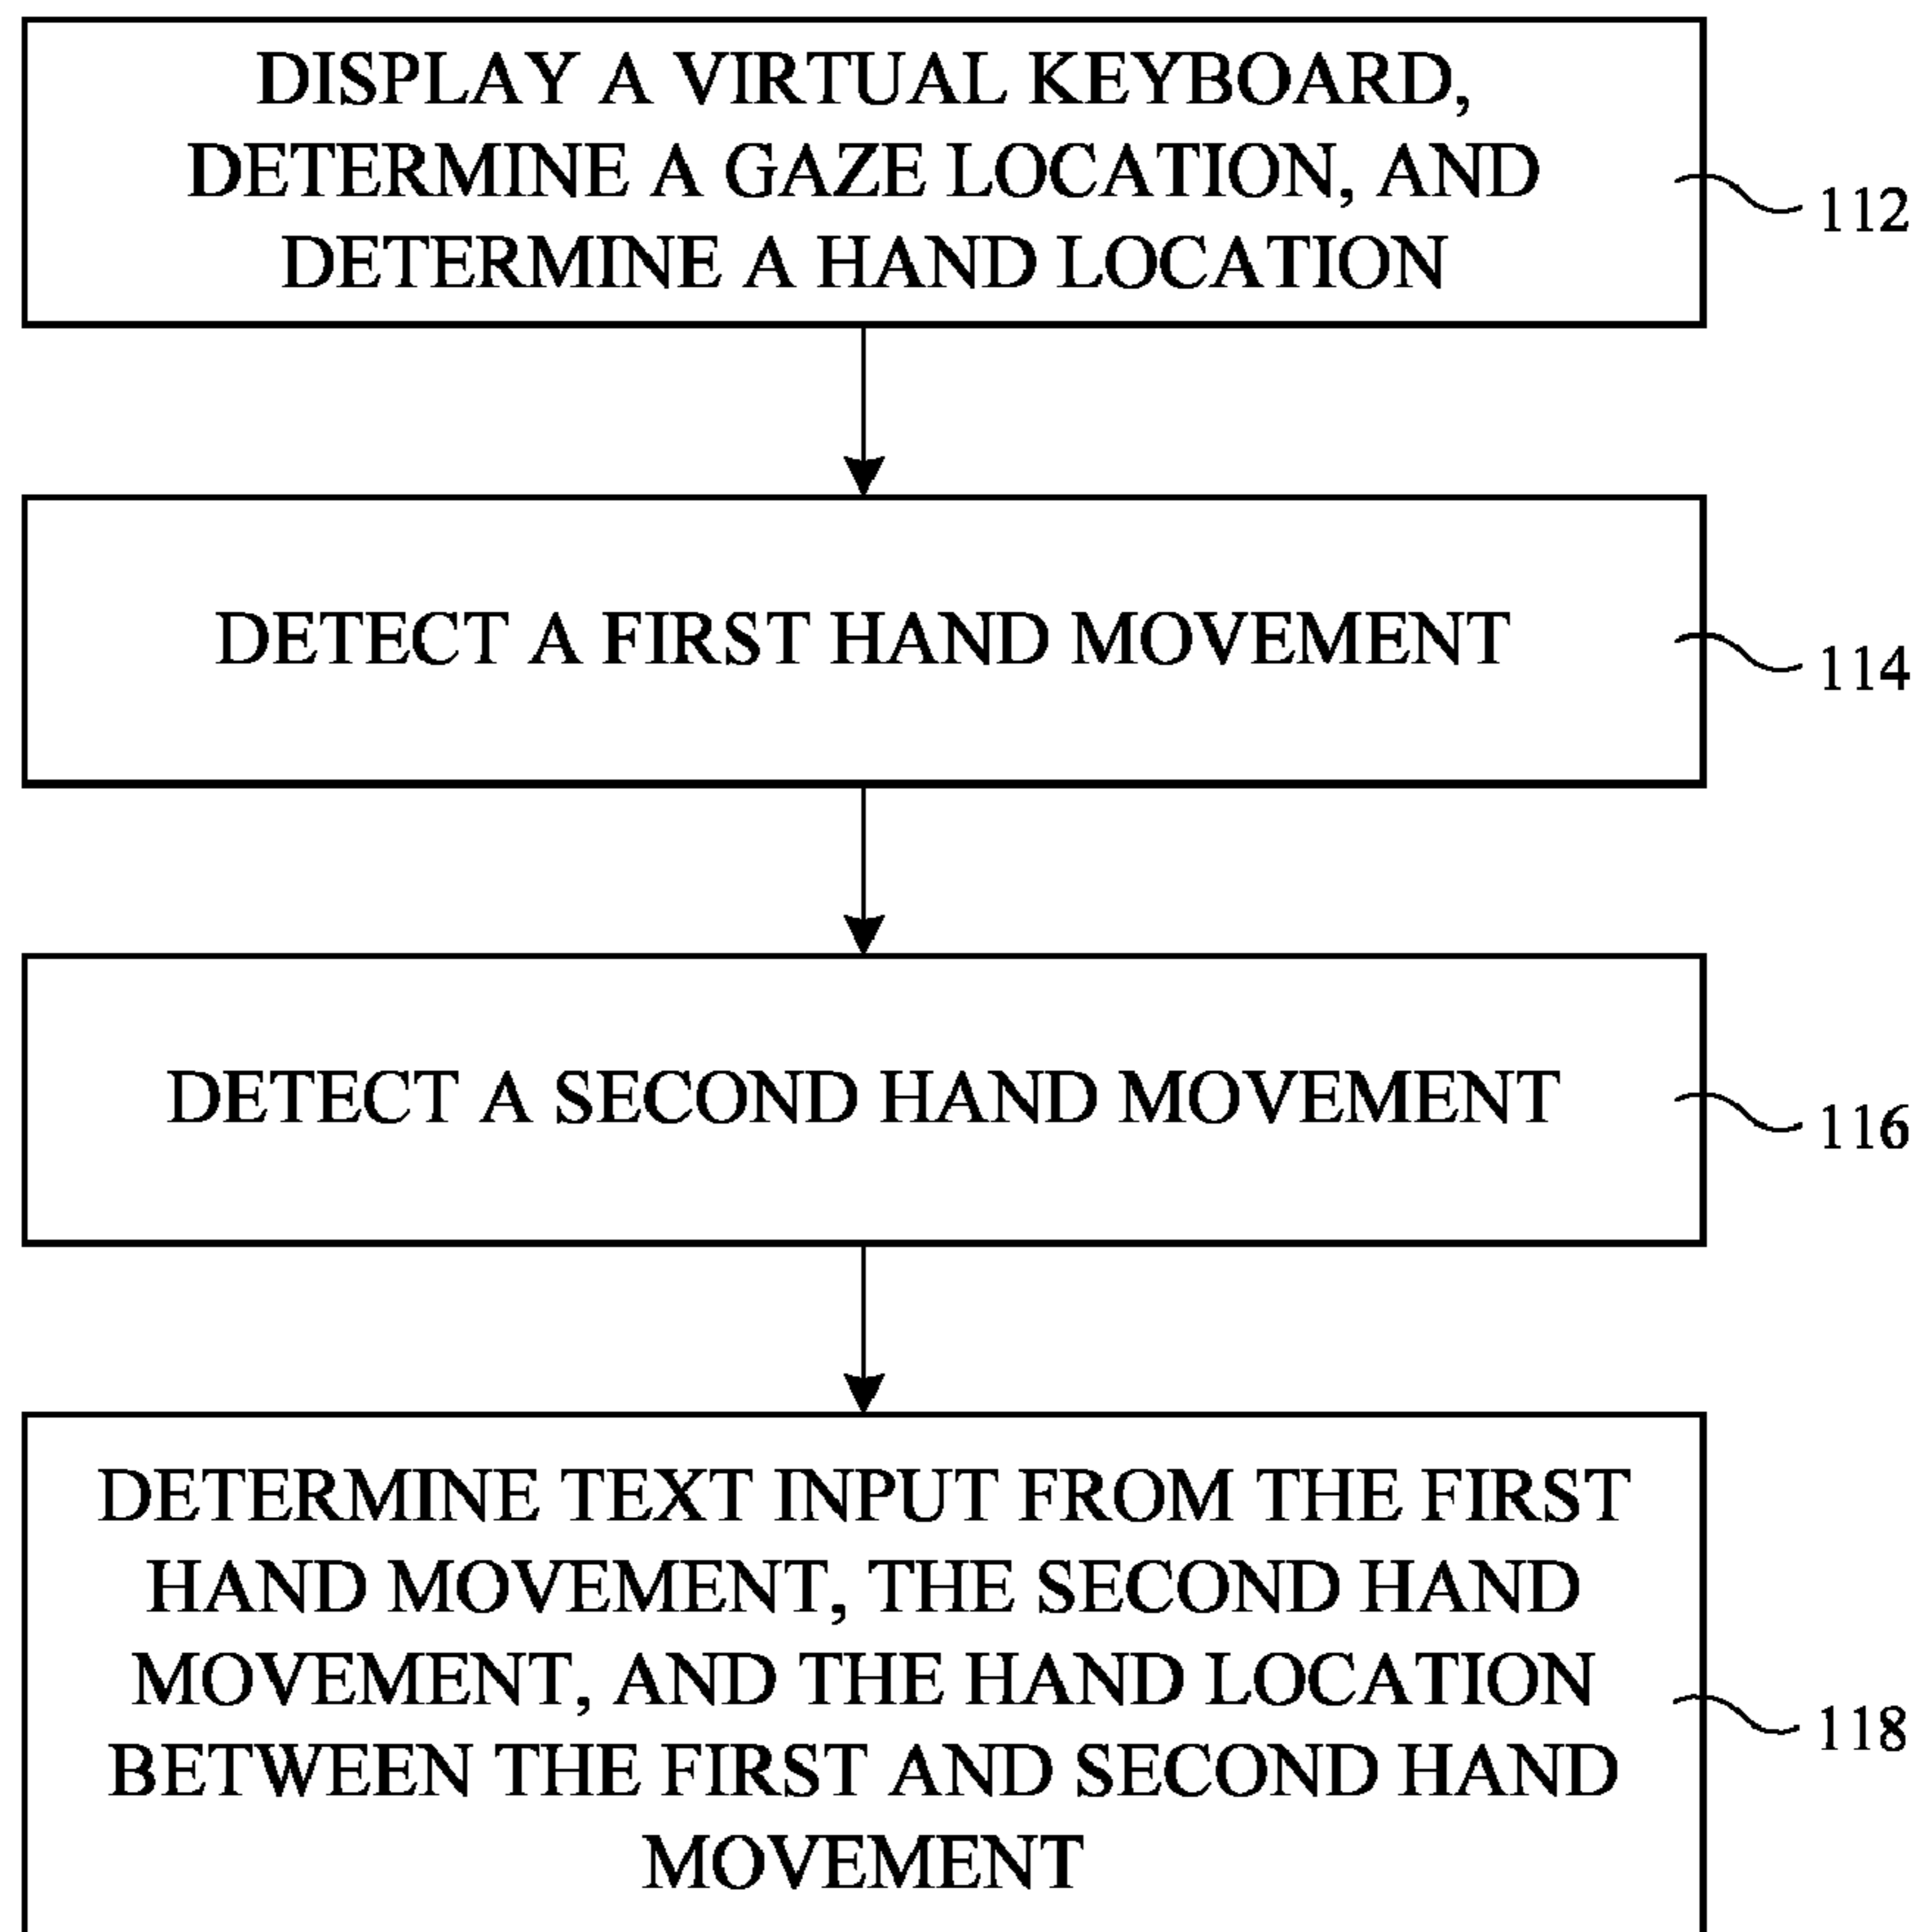 DISPLAY A VIRTUAL KEYBOARD,
DETERMINE A GAZE LOCATION, AND
DETERMINE A HAND LOCATION
112
DETECT A FIRST HAND MOVEMENT
114
DETECT A SECOND HAND MOVEMENT
116
DETERMINE TEXT INPUT FROM THE FIRST
HAND MOVEMENT, THE SECOND HAND
MOVEMENT, AND THE HAND LOCATION
BETWEEN THE FIRST AND SECOND HAND
MOVEMENT
118